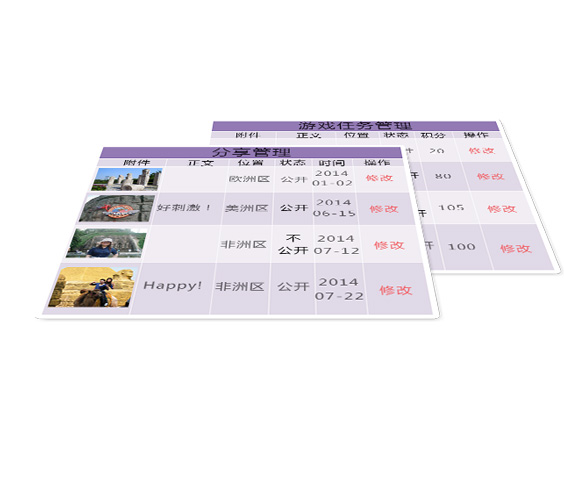 游戏任务管理
附件 正文 位置 状态 积分 操作
20 修改
80 修改
105 修改
100 修改
分享管理
附件 正文 位置 状态 时间 操作
欧洲区 公开 2014 01-02 修改
好刺激! 美洲区 公开 2014 06-15 修改
非洲区 不公开 2014 07-12 修改
Happy! 非洲区 公开 2014 07-22 修改